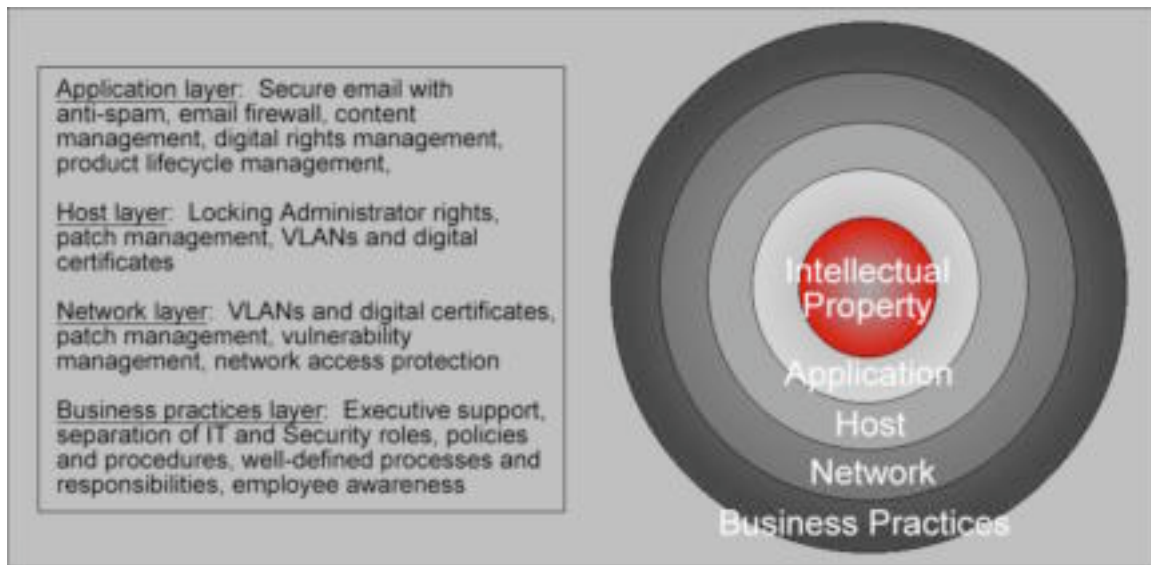 Application layer:  Secure email with
anti-spam, email firewall, content
management, digital rights management,
product lifecycle management,
Host layer:  Locking Administrator rights,
patch management, VLANs and digital
certificates
Network layer:  VLANs and digital certificates,
patch management, vulnerability
management, network access protection
Business practices layer:  Executive support,
separation of IT and Security roles, policies
and procedures, well-defined processes and
responsibilities, employee awareness
Intellectual
Property
Application
Host
Network
Business Practices